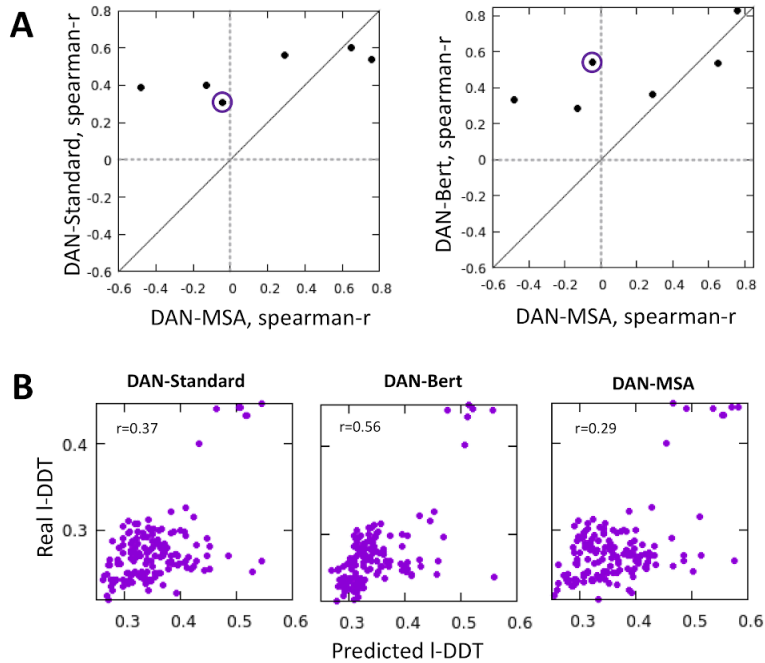 A
0.8
0.6
0.4
0.2
0
-0.2
-0.4
-0.6
-0.6 -0.4 -0.2 0 0.2 0.4 0.6 0.8
DAN-Standard, spearman-r
DAN-MSA, spearman-r
0.8
0.6
0.4
0.2
0
-0.2
-0.4
-0.6
-0.6 -0.4 -0.2 0 0.2 0.4 0.6 0.8
DAN-Bert, spearman-r
DAN-MSA, spearman-r
B
DAN-Standard DAN-Bert DAN-MSA
r=0.37 r=0.56 r=0.29
0.4
0.3
Real l-DDT
0.3 0.4 0.5 0.6 0.3 0.4 0.5 0.6 0.3 0.4 0.5 0.6
Predicted l-DDT